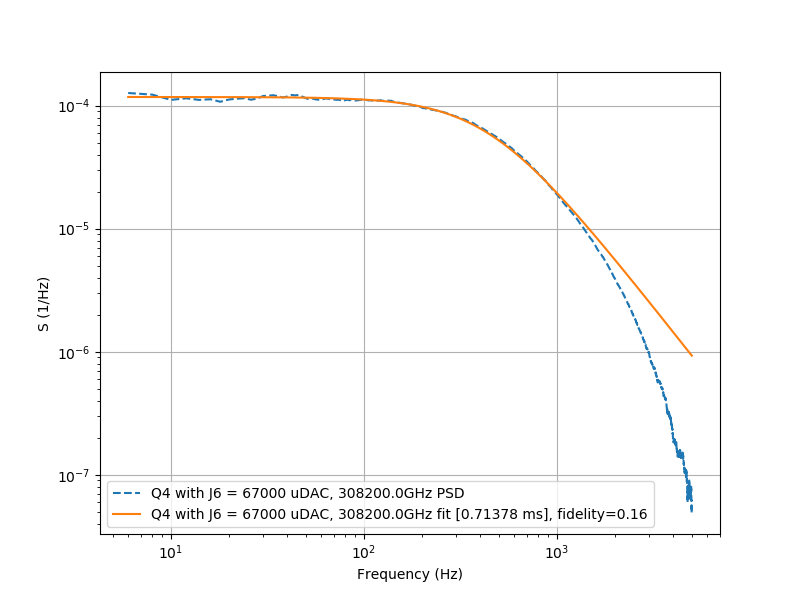 10⁻⁴
10⁻⁵
10⁻⁶
10⁻⁷
S (1/Hz)
Q4 with J6 = 67000 uDAC, 308200.0GHz PSD
Q4 with J6 = 67000 uDAC, 308200.0GHz fit [0.71378 ms], fidelity=0.16
10¹ 10² 10³
Frequency (Hz)